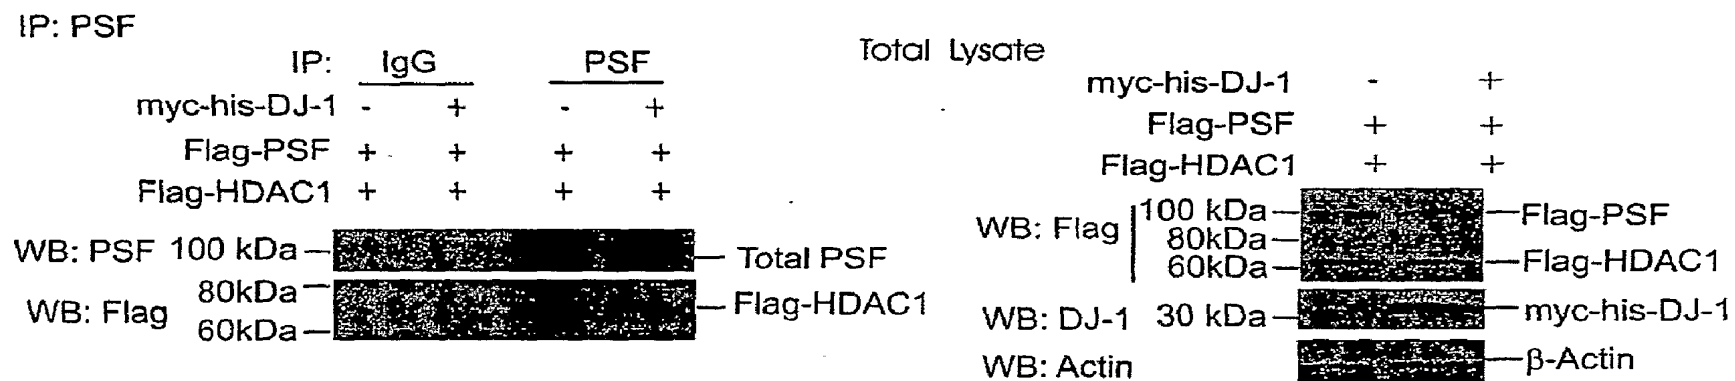 IP: PSF
IP: IgG PSF
myc-his-DJ-1 - + - +
Flag-PSF + + + +
Flag-HDAC1 + + + +
WB: PSF 100 kDa Total PSF
WB: Flag 80kDa Flag-HDAC1
60kDa
Total Lysate
myc-his-DJ-1 - +
Flag-PSF + +
Flag-HDAC1 + +
WB: Flag 100 kDa Flag-PSF
80kDa
60kDa Flag-HDAC1
WB: DJ-1 30 kDa myc-his-DJ-1
WB: Actin β-Actin